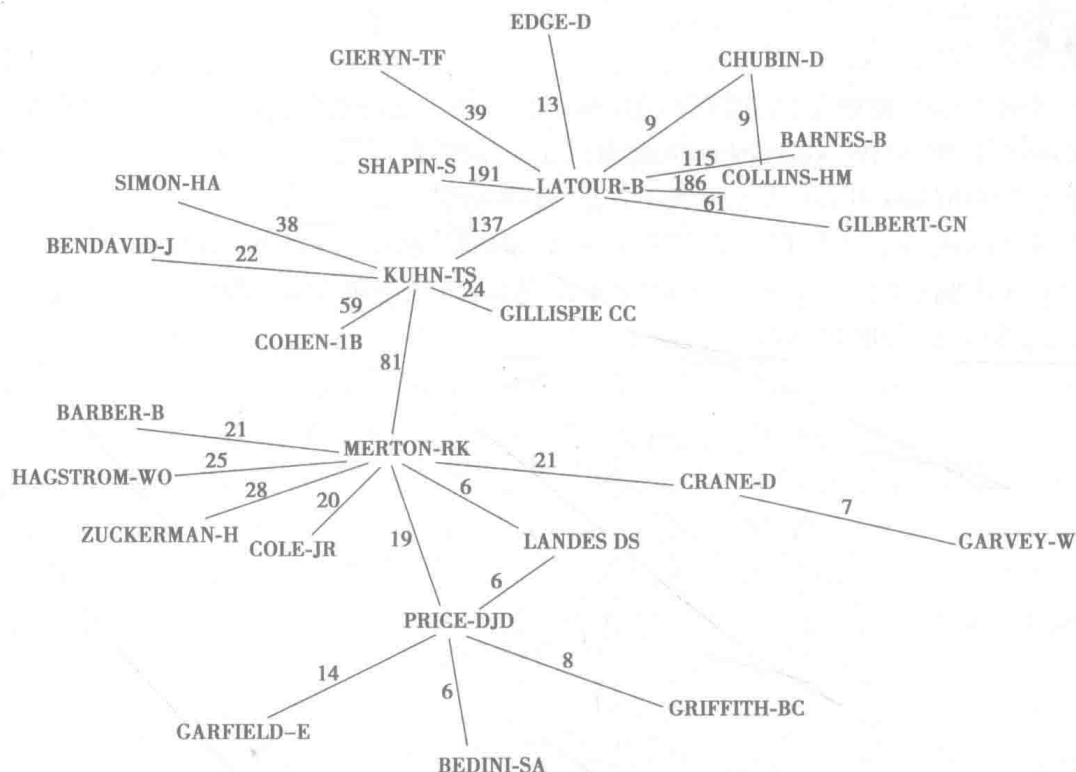 EDGE-D
GIERYN-TF
CHUBIN-D
39
13
9
9
BARNES-B
115
SHAPIN-S
191
LATOUR-B
186
COLLINS-HM
SIMON-HA
61
GILBERT-GN
38
137
BENDAVID-J
22
KUHN-TS
24
59
GILLISPIE CC
COHEN-1B
81
BARBER-B
21
MERTON-RK
25
21
HAGSTROM-WO
CRANE-D
28
20
6
7
ZUCKERMAN-H
COLE-JR
19
LANDES DS
GARVEY-W
6
PRICE-DJD
14
6
8
GRIFFITH-BC
GARFIELD-E
BEDINI-SA